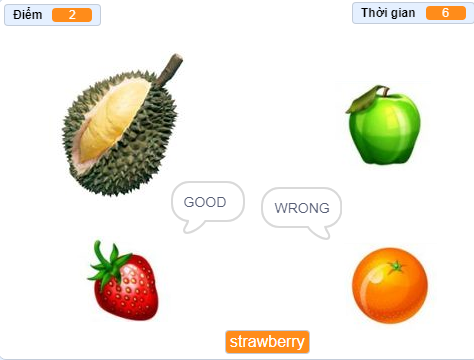 Điểm 2
Thời gian 6
GOOD
WRONG
strawberry